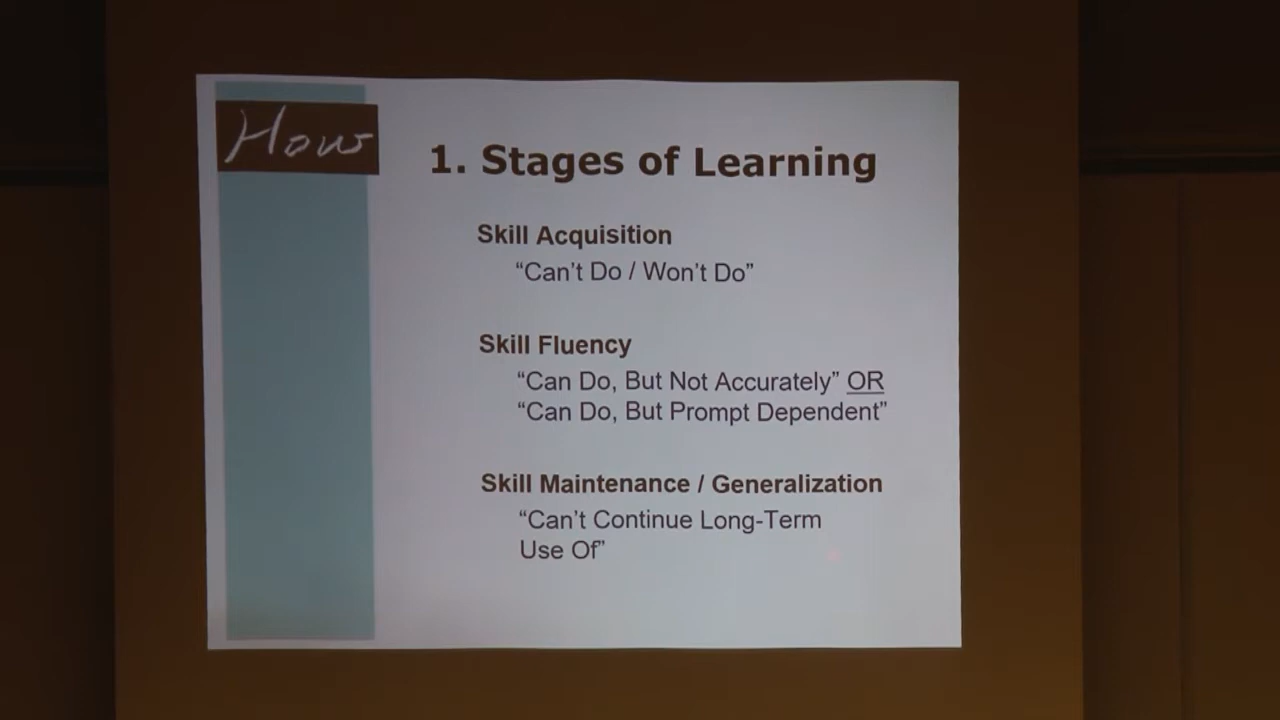 How
1. Stages of Learning
Skill Acquisition
“Can’t Do / Won’t Do”
Skill Fluency
“Can Do, But Not Accurately” OR
“Can Do, But Prompt Dependent”
Skill Maintenance / Generalization
“Can’t Continue Long-Term
Use Of”